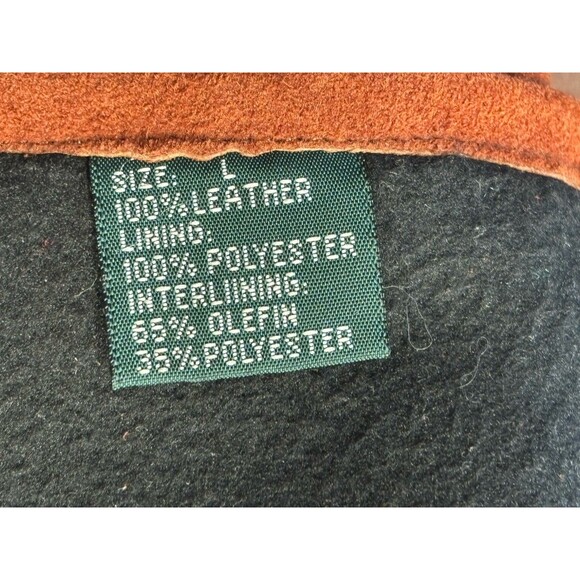 SIZE: L
100% LEATHER
LINING:
100% POLYESTER
INTERLIINING:
65% OLEFIN
35% POLYESTER